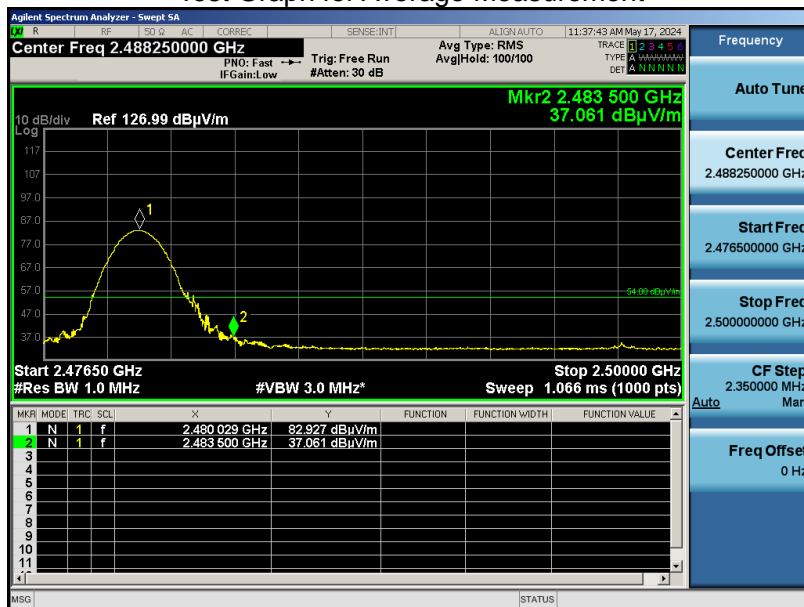 Test Graph for Average Measurement
Agilent Spectrum Analyzer - Swept SA
LXI R RF 50 Ω AC CORREC SENSE:INT ALIGN AUTO 11:37:43 AM May 17, 2024
Center Freq 2.488250000 GHz
PNO: Fast
IFGain:Low
Trig: Free Run
#Atten: 30 dB
Avg Type: RMS
Avg|Hold: 100/100
TRACE 1 2 3 4 5 6
TYPE A WWWWW
DET A N N N N N
Mkr2 2.483 500 GHz
37.061 dBµV/m
10 dB/div Ref 126.99 dBµV/m
Log
117
107
97.0
87.0
77.0
67.0
57.0
47.0
37.0
1
2
54.00 dBµV/m
Start 2.47650 GHz Stop 2.50000 GHz
#Res BW 1.0 MHz #VBW 3.0 MHz* Sweep 1.066 ms (1000 pts)
MKR MODE TRC SCL X Y FUNCTION FUNCTION WIDTH FUNCTION VALUE
1 N 1 f 2.480 029 GHz 82.927 dBµV/m
2 N 1 f 2.483 500 GHz 37.061 dBµV/m
3
4
5
6
7
8
9
10
11
MSG STATUS
Frequency
Auto Tune
Center Freq
2.488250000 GHz
Start Freq
2.476500000 GHz
Stop Freq
2.500000000 GHz
CF Step
2.350000 MHz
Auto Man
Freq Offset
0 Hz